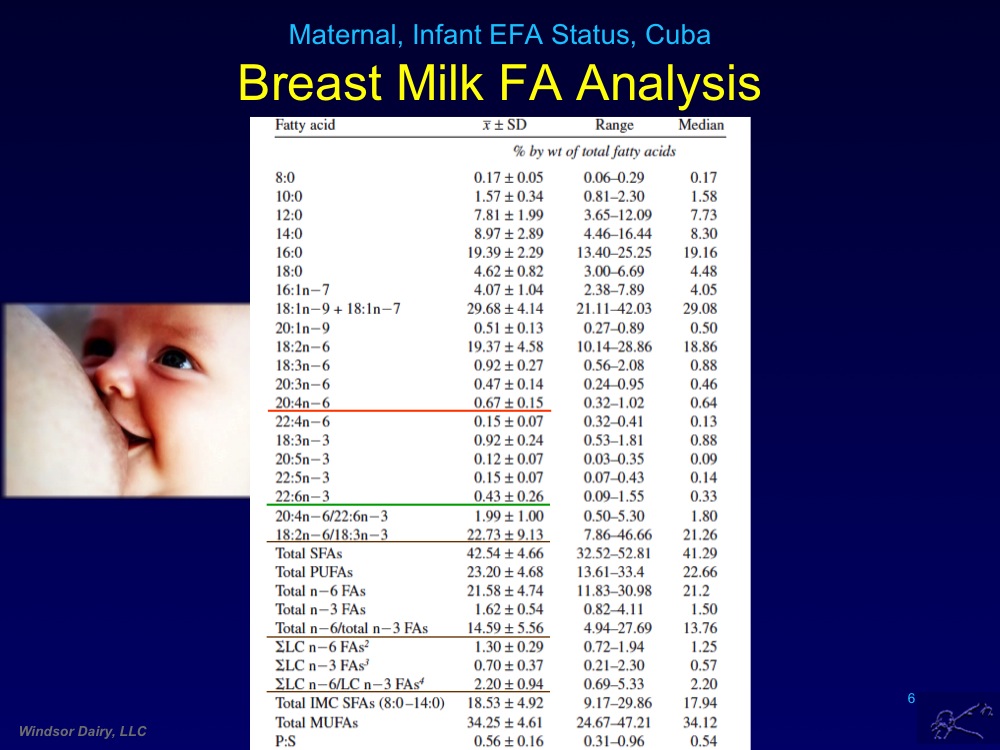 Maternal, Infant EFA Status, Cuba
Breast Milk FA Analysis
Fatty acid x̄ ± SD Range Median
% by wt of total fatty acids
8:0 0.17 ± 0.05 0.06–0.29 0.17
10:0 1.57 ± 0.34 0.81–2.30 1.58
12:0 7.81 ± 1.99 3.65–12.09 7.73
14:0 8.97 ± 2.89 4.46–16.44 8.30
16:0 19.39 ± 2.29 13.40–25.25 19.16
18:0 4.62 ± 0.82 3.00–6.69 4.48
16:1n−7 4.07 ± 1.04 2.38–7.89 4.05
18:1n−9 + 18:1n−7 29.68 ± 4.14 21.11–42.03 29.08
20:1n−9 0.51 ± 0.13 0.27–0.89 0.50
18:2n−6 19.37 ± 4.58 10.14–28.86 18.86
18:3n−6 0.92 ± 0.27 0.56–2.08 0.88
20:3n−6 0.47 ± 0.14 0.24–0.95 0.46
20:4n−6 0.67 ± 0.15 0.32–1.02 0.64
22:4n−6 0.15 ± 0.07 0.32–0.41 0.13
18:3n−3 0.92 ± 0.24 0.53–1.81 0.88
20:5n−3 0.12 ± 0.07 0.03–0.35 0.09
22:5n−3 0.15 ± 0.07 0.07–0.43 0.14
22:6n−3 0.43 ± 0.26 0.09–1.55 0.33
20:4n−6/22:6n−3 1.99 ± 1.00 0.50–5.30 1.80
18:2n−6/18:3n−3 22.73 ± 9.13 7.86–46.66 21.26
Total SFAs 42.54 ± 4.66 32.52–52.81 41.29
Total PUFAs 23.20 ± 4.68 13.61–33.4 22.66
Total n−6 FAs 21.58 ± 4.74 11.83–30.98 21.2
Total n−3 FAs 1.62 ± 0.54 0.82–4.11 1.50
Total n−6/total n−3 FAs 14.59 ± 5.56 4.94–27.69 13.76
ΣLC n−6 FAs² 1.30 ± 0.29 0.72–1.94 1.25
ΣLC n−3 FAs³ 0.70 ± 0.37 0.21–2.30 0.57
ΣLC n−6/LC n−3 FAs⁴ 2.20 ± 0.94 0.69–5.33 2.20
Total IMC SFAs (8:0–14:0) 18.53 ± 4.92 9.17–29.86 17.94
Total MUFAs 34.25 ± 4.61 24.67–47.21 34.12
P:S 0.56 ± 0.16 0.31–0.96 0.54
6
Windsor Dairy, LLC